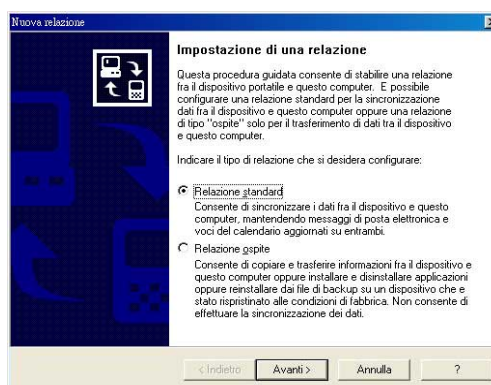 Nuova relazione
Impostazione di una relazione
Questa procedura guidata consente di stabilire una relazione
fra il dispositivo portatile e questo computer. E possibile
configurare una relazione standard per la sincronizzazione
dati fra il dispositivo e questo computer oppure una relazione
di tipo "ospite" solo per il trasferimento di dati tra il dispositivo
e questo computer.
Indicare il tipo di relazione che si desidera configurare:
Relazione standard
Consente di sincronizzare i dati fra il dispositivo e questo
computer, mantenendo messaggi di posta elettronica e
voci del calendario aggiornati su entrambi.
Relazione ospite
Consente di copiare e trasferire informazioni fra il dispositivo e
questo computer oppure installare e disinstallare applicazioni
oppure reinstallare dai file di backup su un dispositivo che e
stato rispristinato alle condizioni di fabbrica. Non consente di
effettuare la sincronizzazione dei dati.
< Indietro
Avanti >
Annulla
?